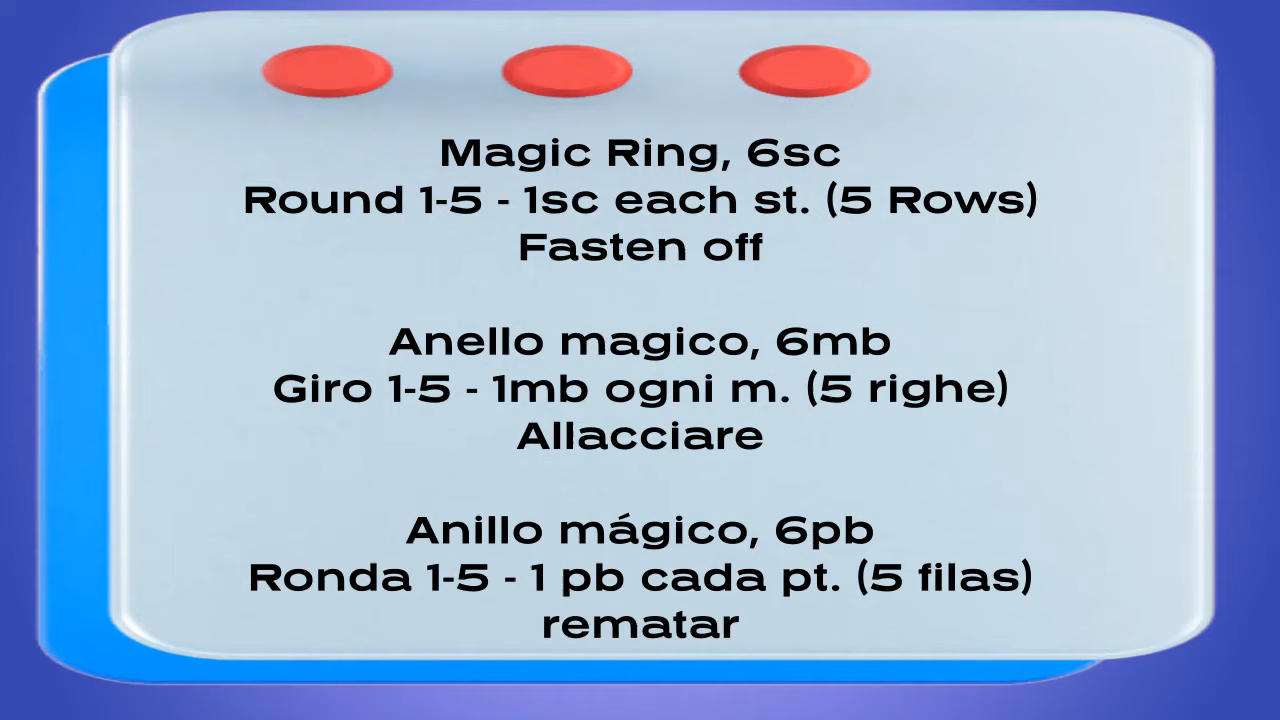 Magic Ring, 6sc
Round 1-5 - 1sc each st. (5 Rows)
Fasten off
Anello magico, 6mb
Giro 1-5 - 1mb ogni m. (5 righe)
Allacciare
Anillo mágico, 6pb
Ronda 1-5 - 1 pb cada pt. (5 filas)
rematar